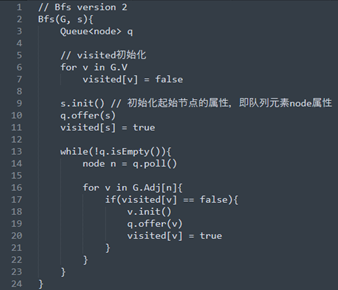 1 // Bfs version 2
2 Bfs(G, s){
3 Queue<node> q
4
5 // visited初始化
6 for v in G.V
7 visited[v] = false
8
9 s.init() // 初始化起始节点的属性，即队列元素node属性
10 q.offer(s)
11 visited[s] = true
12
13 while(!q.isEmpty()){
14 node n = q.poll()
15
16 for v in G.Adj[n]{
17 if(visited[v] == false){
18 v.init()
19 q.offer(v)
20 visited[v] = true
21 }
22 }
23 }
24 }